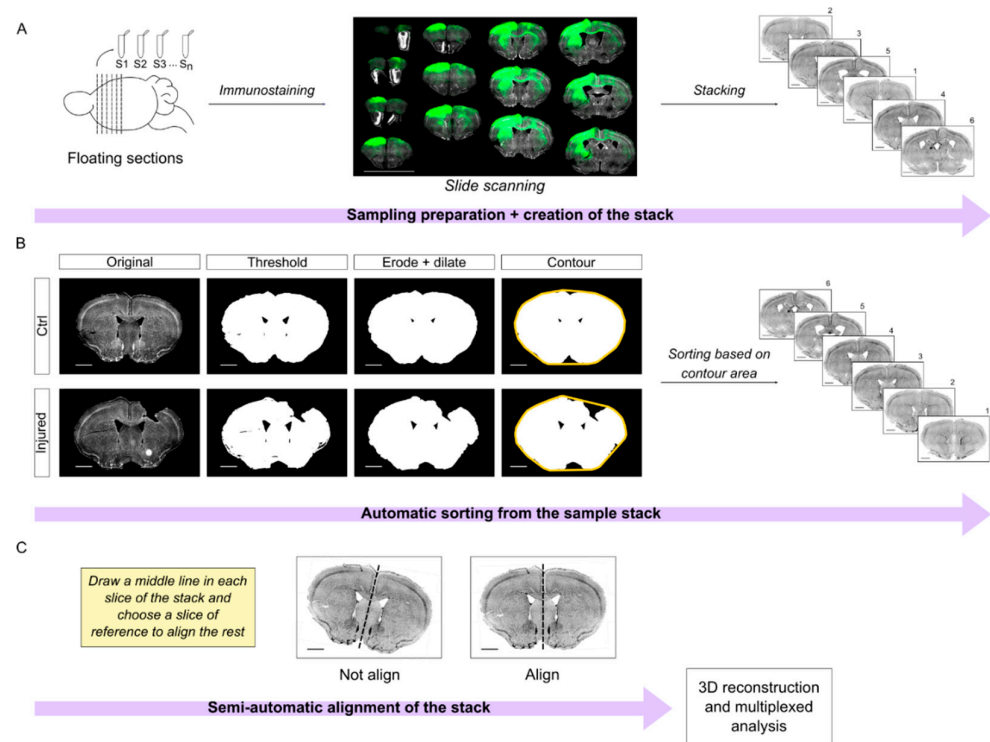 A
S1 S2 S3 ... Sn
Floating sections
Immunostaining
Slide scanning
Stacking
2
3
5
1
4
6
Sampling preparation + creation of the stack
B
Original
Threshold
Erode + dilate
Contour
Ctrl
Injured
Sorting based on
contour area
6
5
4
3
2
1
Automatic sorting from the sample stack
C
Draw a middle line in each
slice of the stack and
choose a slice of
reference to align the rest
Not align
Align
Semi-automatic alignment of the stack
3D reconstruction
and multiplexed
analysis